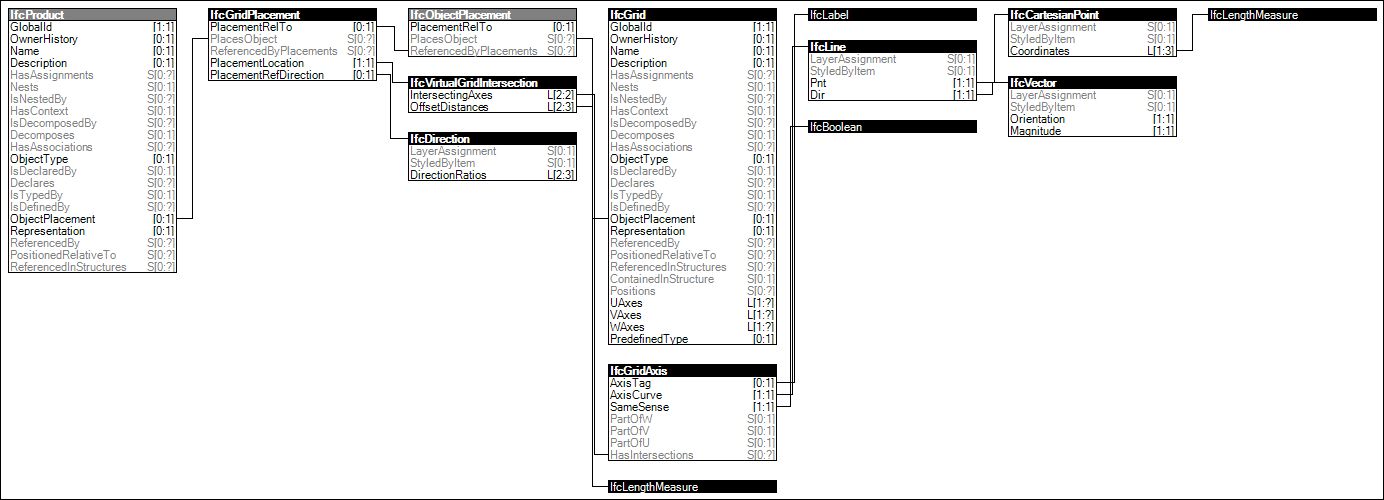 IfcProduct
GlobalId [1:1]
OwnerHistory [0:1]
Name [0:1]
Description [0:1]
HasAssignments S[0:?]
Nests S[0:1]
IsNestedBy S[0:?]
HasContext S[0:1]
IsDecomposedBy S[0:?]
Decomposes S[0:1]
HasAssociations S[0:?]
ObjectType [0:1]
IsDeclaredBy S[0:1]
Declares S[0:?]
IsTypedBy S[0:1]
IsDefinedBy S[0:?]
ObjectPlacement [0:1]
Representation [0:1]
ReferencedBy S[0:?]
PositionedRelativeTo S[0:1]
ReferencedInStructures S[0:?]
IfcGridPlacement
PlacementRelTo [0:1]
PlacesObject S[0:?]
ReferencedByPlacements S[0:?]
PlacementLocation [1:1]
PlacementRefDirection [0:1]
IfcObjectPlacement
PlacementRelTo [0:1]
PlacesObject S[0:?]
ReferencedByPlacements S[0:?]
IfcVirtualGridIntersection
IntersectingAxes L[2:2]
OffsetDistances L[2:3]
IfcDirection
LayerAssignment S[0:1]
StyledByItem S[0:1]
DirectionRatios L[2:3]
IfcGrid
GlobalId [1:1]
OwnerHistory [0:1]
Name [0:1]
Description [0:1]
HasAssignments S[0:?]
Nests S[0:1]
IsNestedBy S[0:?]
HasContext S[0:1]
IsDecomposedBy S[0:?]
Decomposes S[0:1]
HasAssociations S[0:?]
ObjectType [0:1]
IsDeclaredBy S[0:1]
Declares S[0:?]
IsTypedBy S[0:1]
IsDefinedBy S[0:?]
ObjectPlacement [0:1]
Representation [0:1]
ReferencedBy S[0:?]
PositionedRelativeTo S[0:1]
ReferencedInStructures S[0:?]
ContainedInStructure S[0:1]
Positions S[0:?]
UAxes L[1:?]
VAxes L[1:?]
WAxes L[1:?]
PredefinedType [0:1]
IfcGridAxis
AxisTag [0:1]
AxisCurve [1:1]
SameSense [1:1]
PartOfW S[0:1]
PartOfV S[0:1]
PartOfU S[0:1]
HasIntersections S[0:?]
IfcLengthMeasure
IfcLabel
IfcLine
LayerAssignment S[0:1]
StyledByItem S[0:1]
Pnt [1:1]
Dir [1:1]
IfcBoolean
IfcCartesianPoint
LayerAssignment S[0:1]
StyledByItem S[0:1]
Coordinates L[1:3]
IfcVector
LayerAssignment S[0:1]
StyledByItem S[0:1]
Orientation [1:1]
Magnitude [1:1]
IfcLengthMeasure